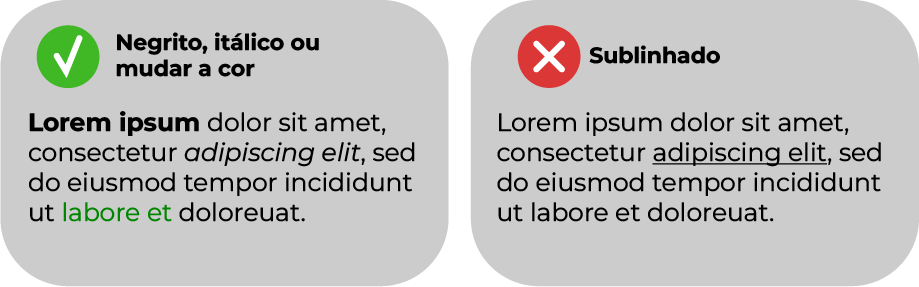 Negrito, itálico ou
mudar a cor
Lorem ipsum dolor sit amet,
consectetur adipiscing elit, sed
do eiusmod tempor incididunt
ut labore et doloreuat.
Sublinhado
Lorem ipsum dolor sit amet,
consectetur adipiscing elit, sed
do eiusmod tempor incididunt
ut labore et doloreuat.